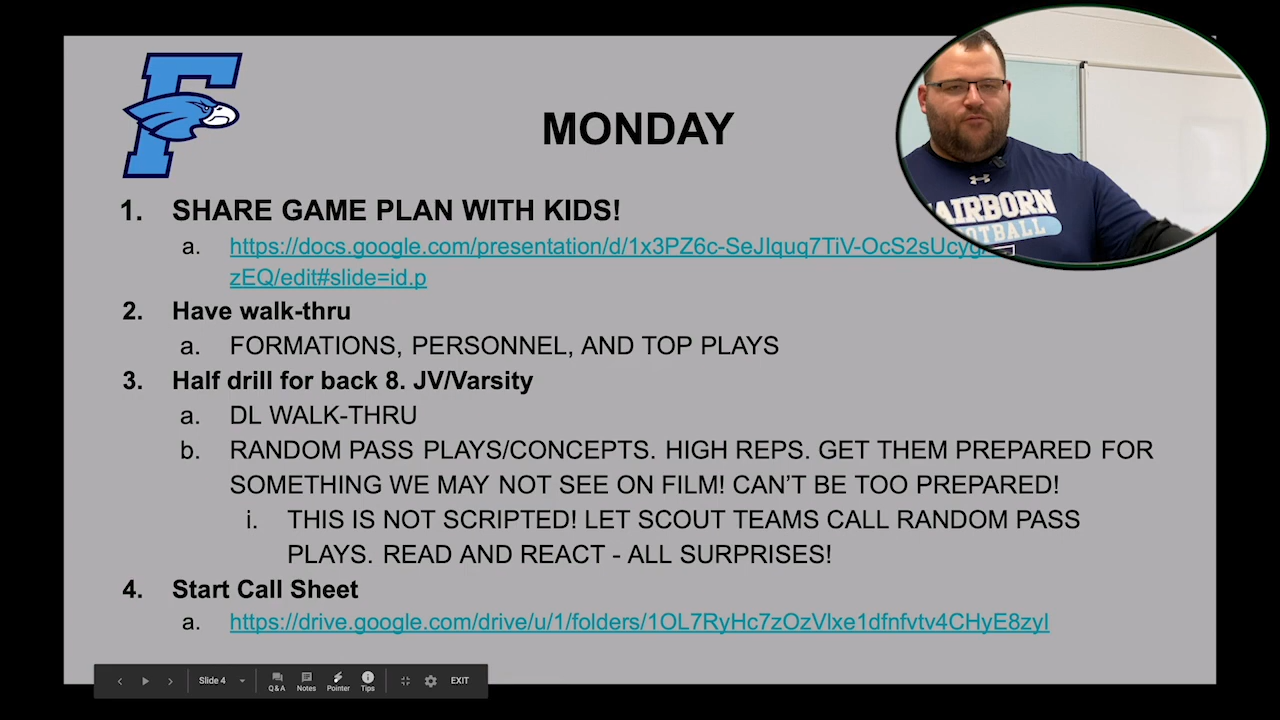 MONDAY
1. SHARE GAME PLAN WITH KIDS!
a. https://docs.google.com/presentation/d/1x3PZ6c-SeJIquq7TiV-OcS2sUcyg
zEQ/edit#slide=id.p
2. Have walk-thru
a. FORMATIONS, PERSONNEL, AND TOP PLAYS
3. Half drill for back 8. JV/Varsity
a. DL WALK-THRU
b. RANDOM PASS PLAYS/CONCEPTS. HIGH REPS. GET THEM PREPARED FOR
SOMETHING WE MAY NOT SEE ON FILM! CAN'T BE TOO PREPARED!
i. THIS IS NOT SCRIPTED! LET SCOUT TEAMS CALL RANDOM PASS
PLAYS. READ AND REACT - ALL SURPRISES!
4. Start Call Sheet
a. https://drive.google.com/drive/u/1/folders/1OL7RyHc7zOzVlxe1dfnfvtv4CHyE8zyI
F
AIRBORN
OTBALL
Slide 4
Q&A Notes Pointer Tips
EXIT